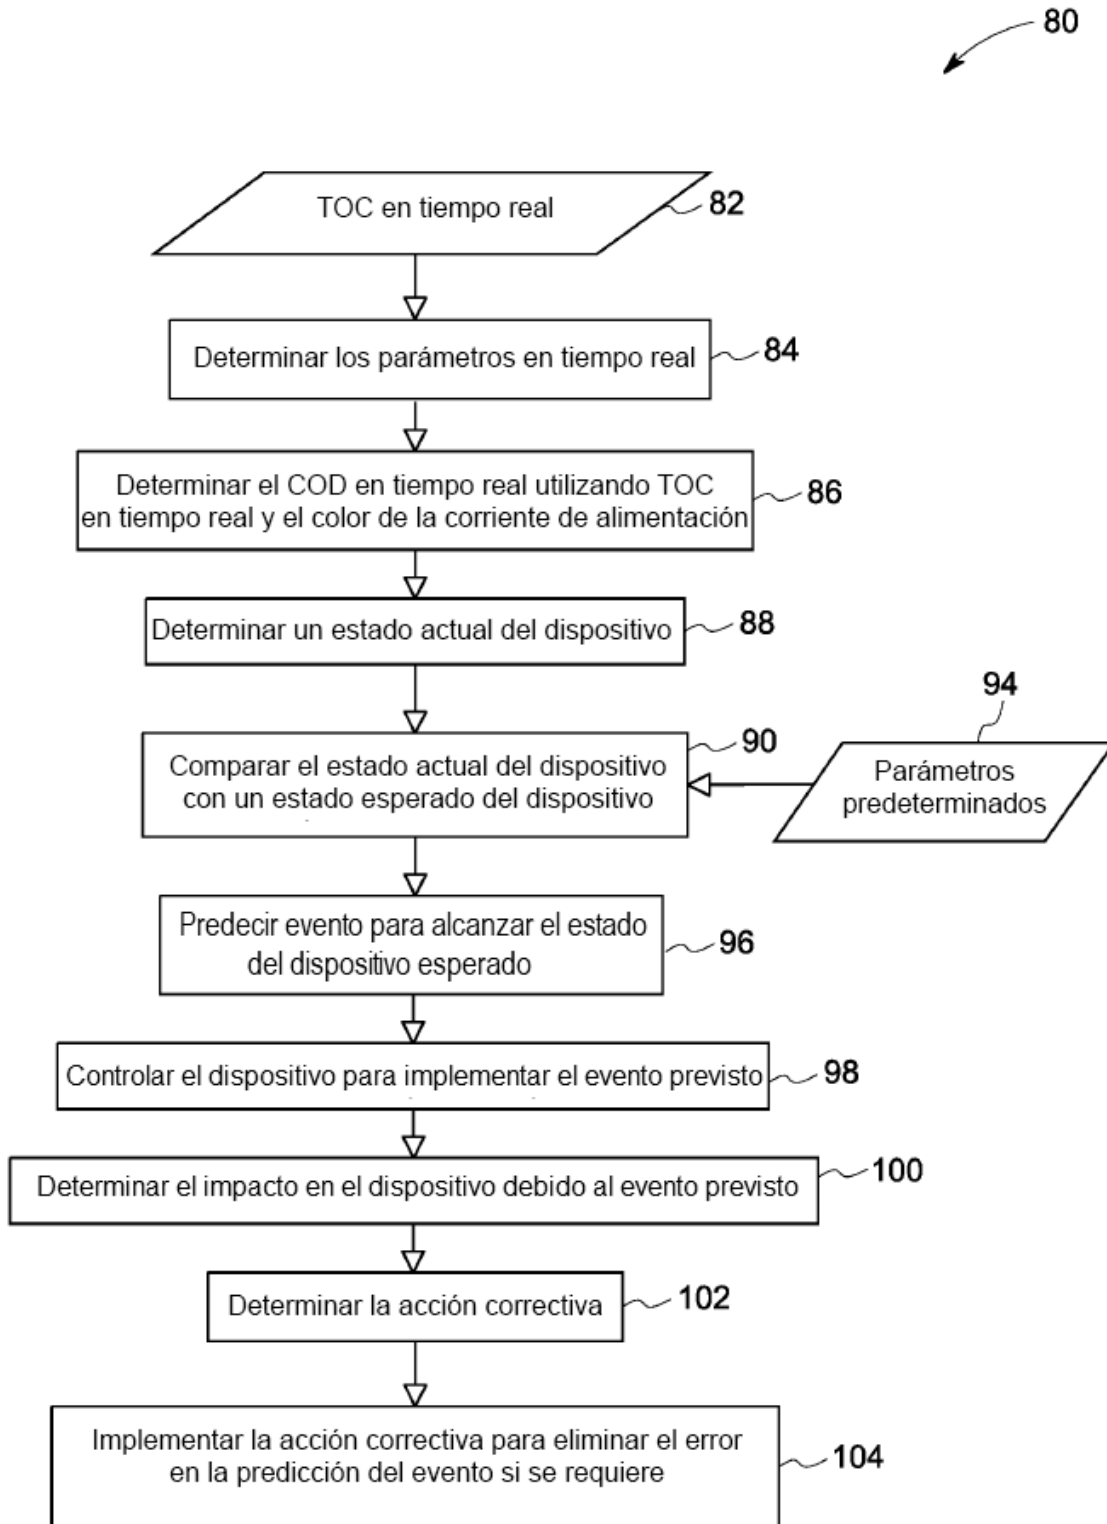 80
TOC en tiempo real
82
Determinar los parámetros en tiempo real
84
Determinar el COD en tiempo real utilizando TOC
en tiempo real y el color de la corriente de alimentación
86
Determinar un estado actual del dispositivo
88
94
90
Comparar el estado actual del dispositivo
con un estado esperado del dispositivo
Parámetros
predeterminados
Predecir evento para alcanzar el estado
del dispositivo esperado
96
Controlar el dispositivo para implementar el evento previsto
98
Determinar el impacto en el dispositivo debido al evento previsto
100
Determinar la acción correctiva
102
Implementar la acción correctiva para eliminar el error
en la predicción del evento si se requiere
104